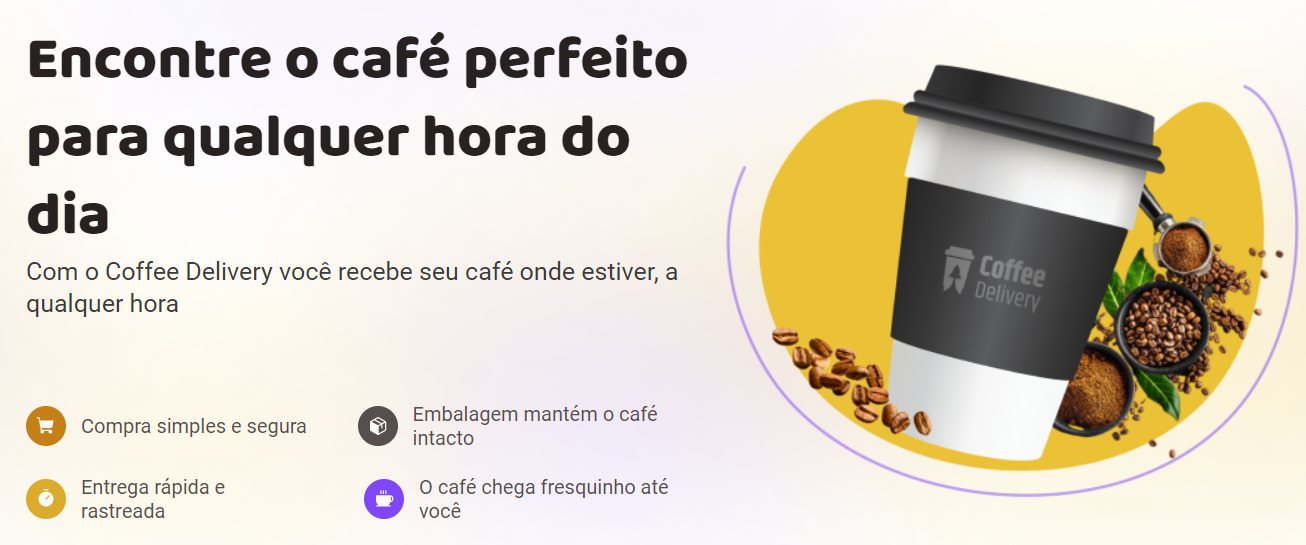 Encontre o café perfeito
para qualquer hora do
dia
Com o Coffee Delivery você recebe seu café onde estiver, a
qualquer hora
Compra simples e segura
Embalagem mantém o café
intacto
Entrega rápida e
rastreada
O café chega fresquinho até
você
Coffee
Delivery